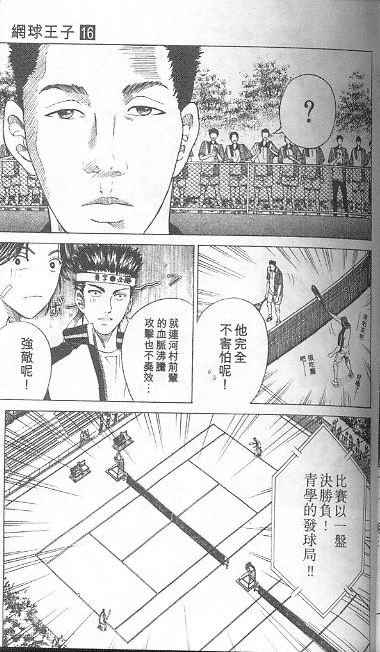 網球王子 16
？
他完全
不害怕呢！
就連河村前輩
的血脈沸騰
攻擊也不奏效…
強敵呢！
比賽以一盤
決勝負！
青學的發球局!!